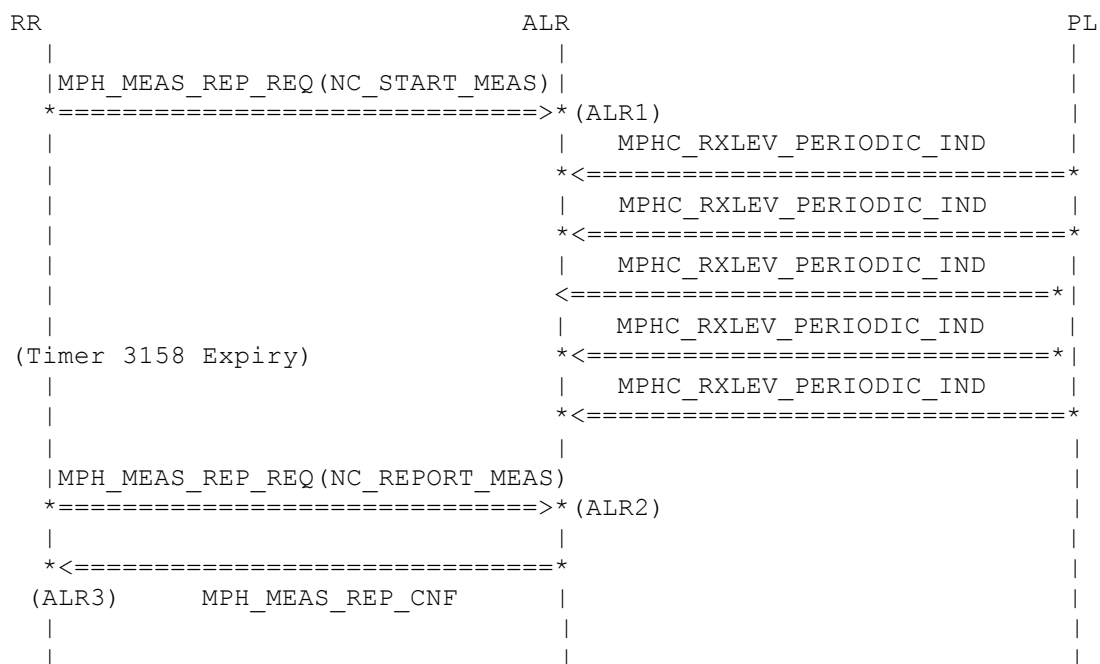 RR ALR PL
| | |
|MPH_MEAS_REP_REQ(NC_START_MEAS)| |
*==============================>*(ALR1) |
| | MPHC_RXLEV_PERIODIC_IND |
| *<==============================*
| | MPHC_RXLEV_PERIODIC_IND |
| *<==============================*
| | MPHC_RXLEV_PERIODIC_IND |
| <==============================*|
| | MPHC_RXLEV_PERIODIC_IND |
(Timer 3158 Expiry) *<==============================*|
| | MPHC_RXLEV_PERIODIC_IND |
| *<==============================*
| | |
|MPH_MEAS_REP_REQ(NC_REPORT_MEAS) |
*==============================>*(ALR2) |
| | |
*<==============================* |
(ALR3) MPH_MEAS_REP_CNF | |
| | |
| | |